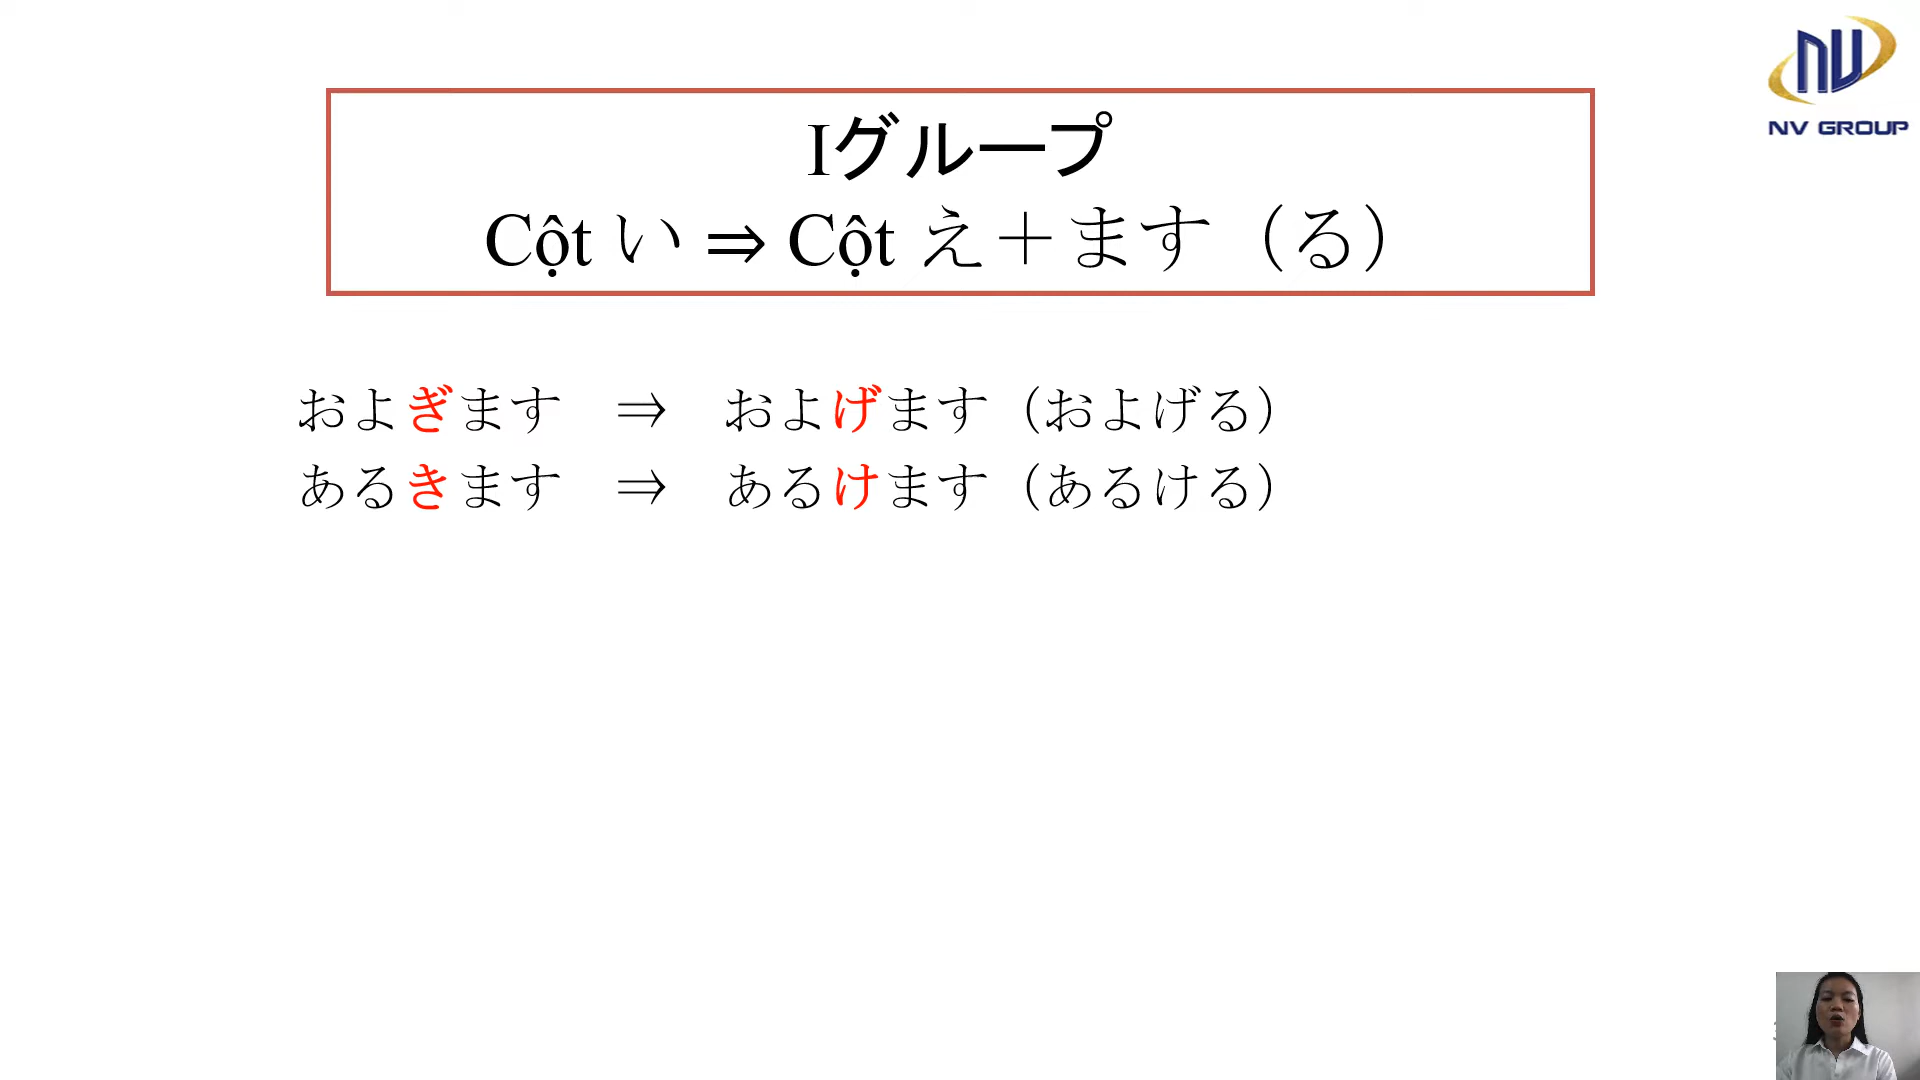 NV GROUP
Iグループ
Cột い ⇒ Cột え＋ます（る）
およぎます　⇒　およげます（およげる）
あるきます　⇒　あるけます（あるける）